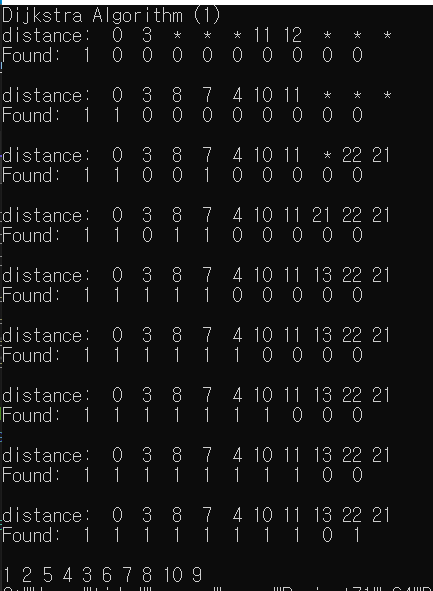 Dijkstra Algorithm (1)
distance: 0 3 * * * 11 12 * * *
Found: 1 0 0 0 0 0 0 0 0 0
distance: 0 3 8 7 4 10 11 * * *
Found: 1 1 0 0 0 0 0 0 0
distance: 0 3 8 7 4 10 11 * 22 21
Found: 1 1 0 0 1 0 0 0 0
distance: 0 3 8 7 4 10 11 21 22 21
Found: 1 1 0 1 1 0 0 0 0
distance: 0 3 8 7 4 10 11 13 22 21
Found: 1 1 1 1 1 0 0 0 0
distance: 0 3 8 7 4 10 11 13 22 21
Found: 1 1 1 1 1 1 0 0 0
distance: 0 3 8 7 4 10 11 13 22 21
Found: 1 1 1 1 1 1 1 0 0 0
distance: 0 3 8 7 4 10 11 13 22 21
Found: 1 1 1 1 1 1 1 1 0 0
distance: 0 3 8 7 4 10 11 13 22 21
Found: 1 1 1 1 1 1 1 1 0 1
1 2 5 4 3 6 7 8 10 9